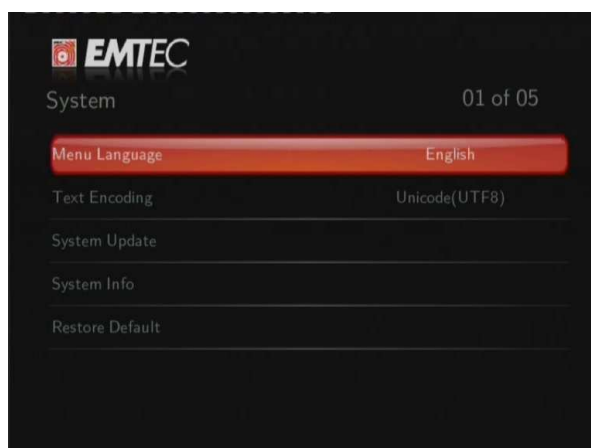 EMTEC
System 01 of 05
Menu Language English
Text Encoding Unicode(UTF8)
System Update
System Info
Restore Default